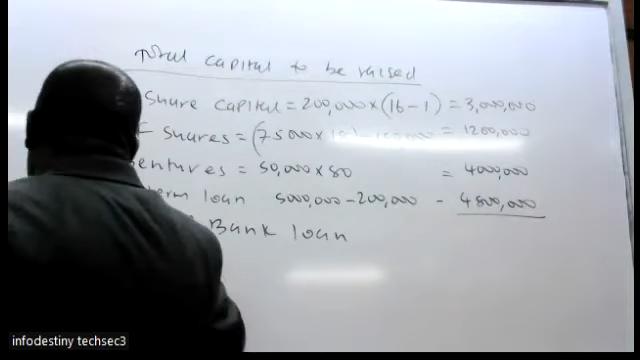 Total capital to be raised
Share capital = 200,000 x (16-1) = 3,000,000
shares = (75000 x = 1200,000
entures = 50,000 x 80 = 4000,000
term loan 5000,000 - 200,000 - 4800,000
Bank loan
infodestiny techsec3